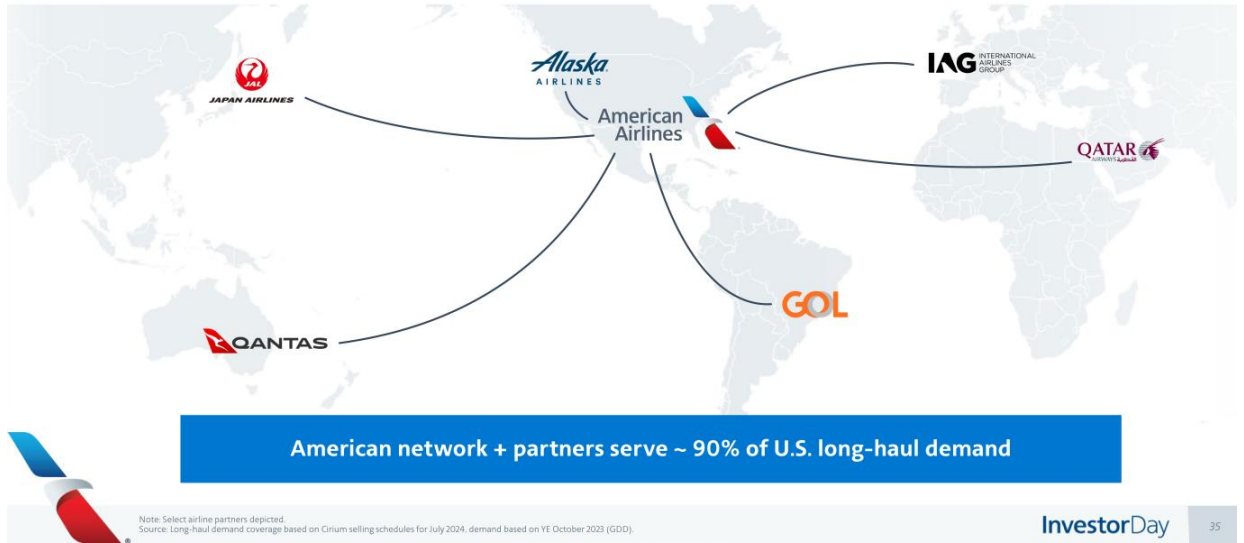 Alaska
AIRLINES
IAG INTERNATIONAL
AIRLINES
GROUP
JAL
JAPAN AIRLINES
American
Airlines
QATAR
AIRWAYS القطرية
GOL
QANTAS
American network + partners serve ~ 90% of U.S. long-haul demand
Note: Select airline partners depicted.
Source: Long-haul demand coverage based on Cirium selling schedules for July 2024. demand based on YE October 2023 (GDD).
InvestorDay
35